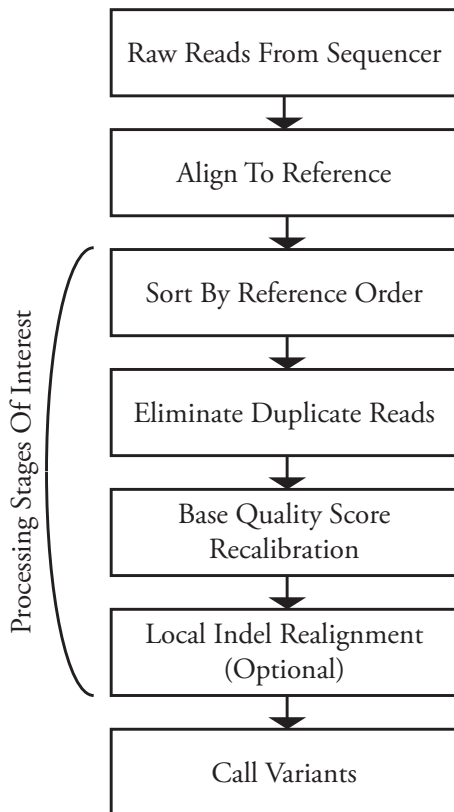 Raw Reads From Sequencer
Align To Reference
Processing Stages Of Interest
Sort By Reference Order
Eliminate Duplicate Reads
Base Quality Score
Recalibration
Local Indel Realignment
(Optional)
Call Variants